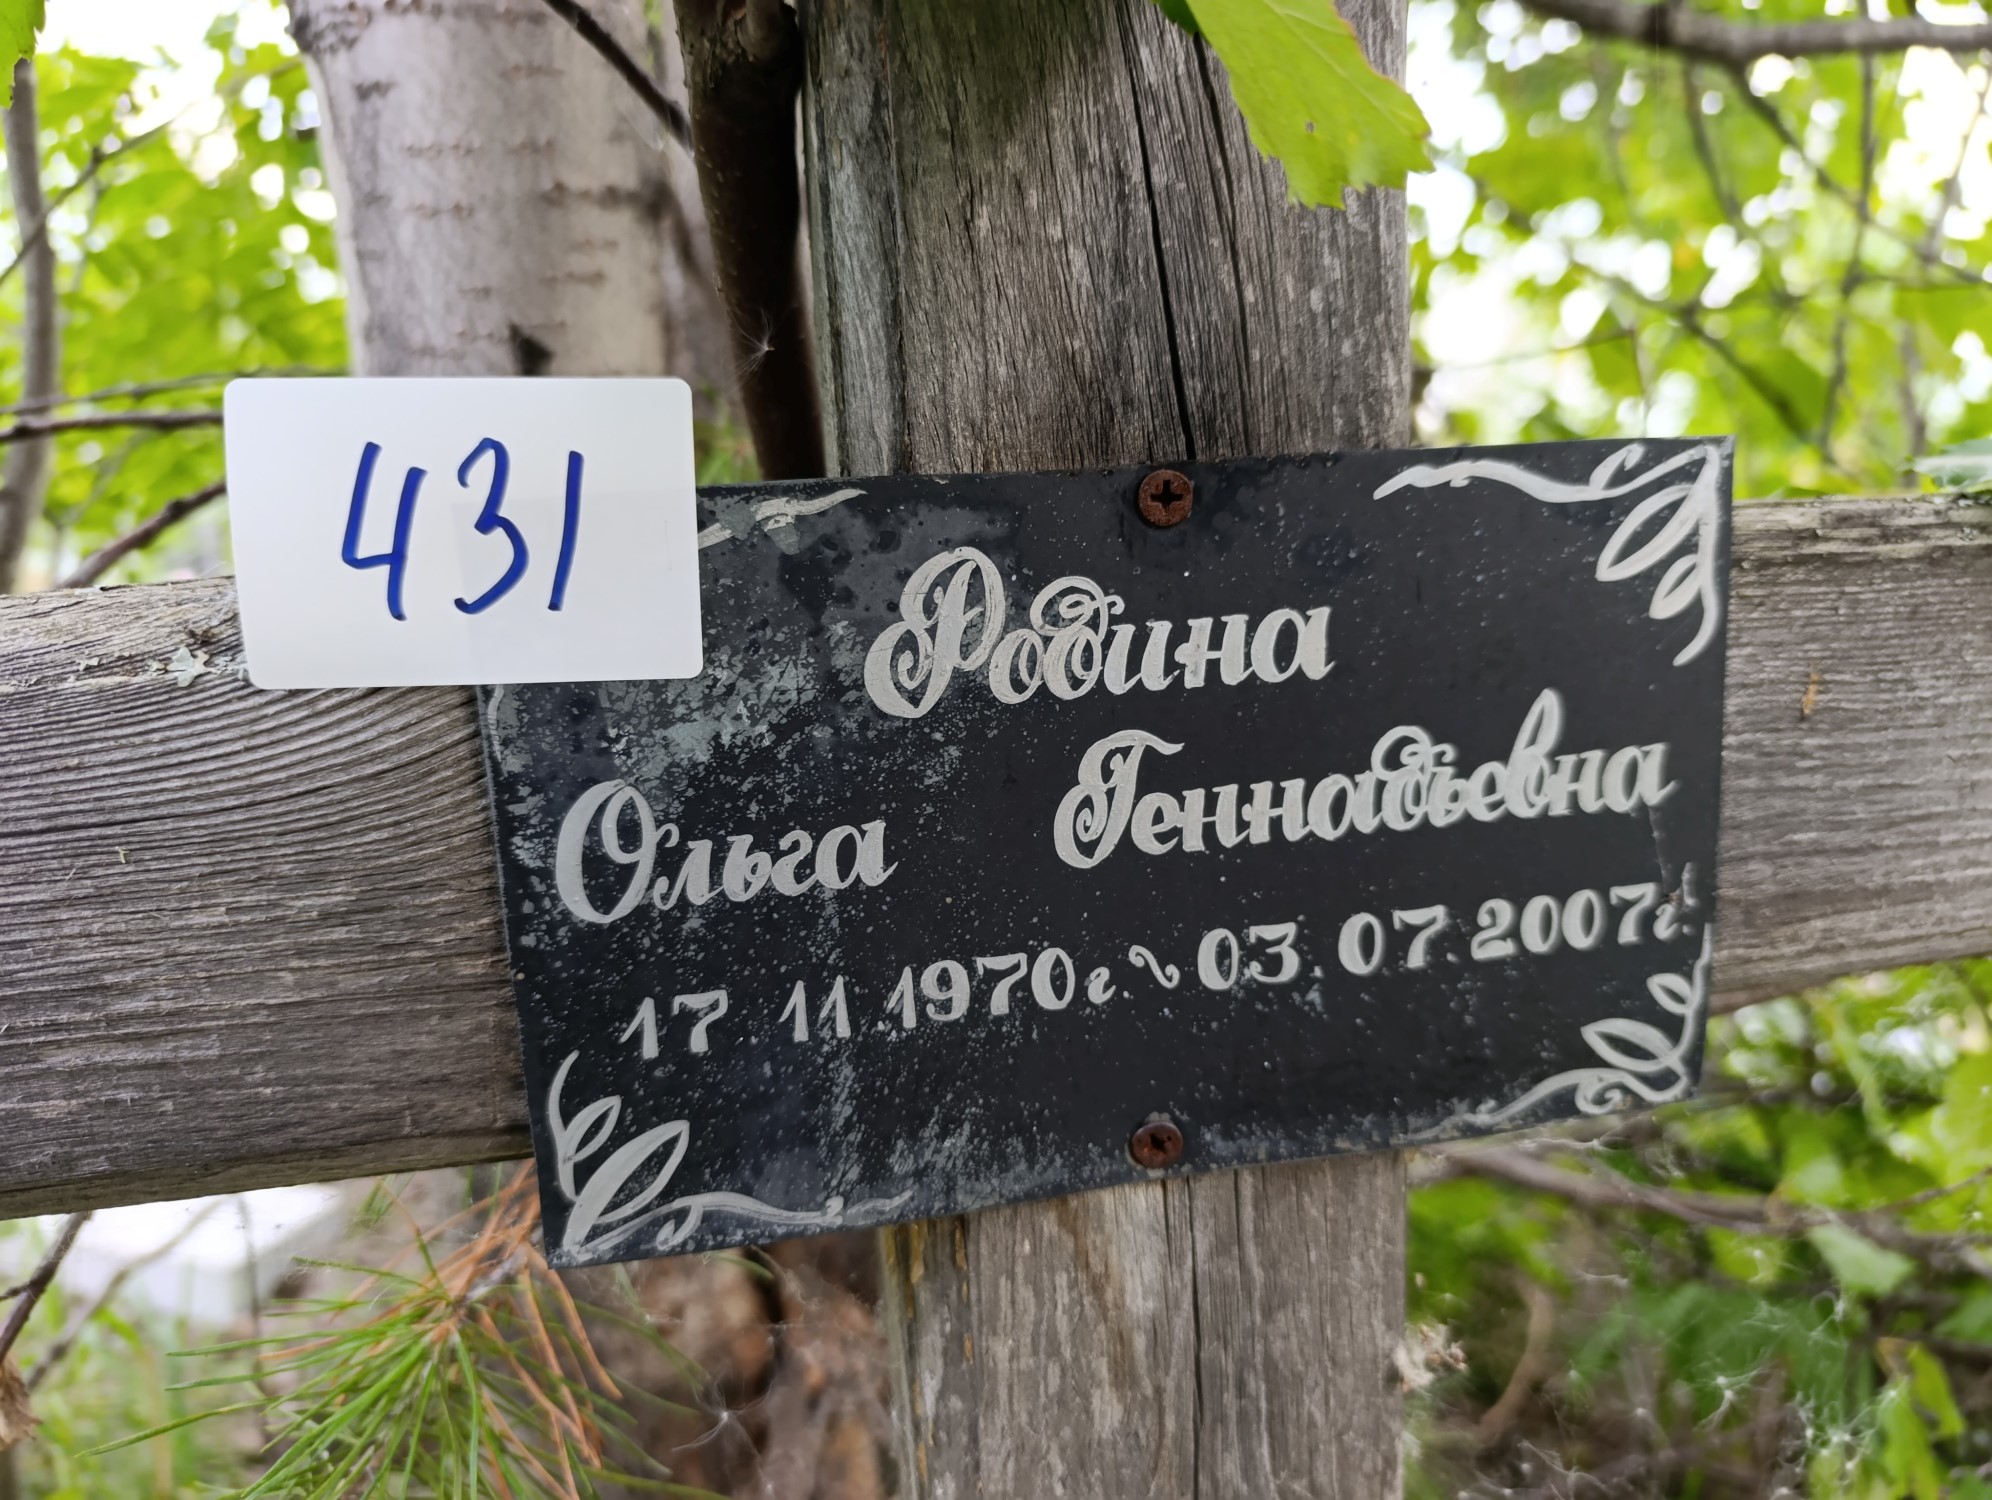 431
Родина
Ольга Геннадьевна
17 11 1970г. ~ 03. 07. 2007г.